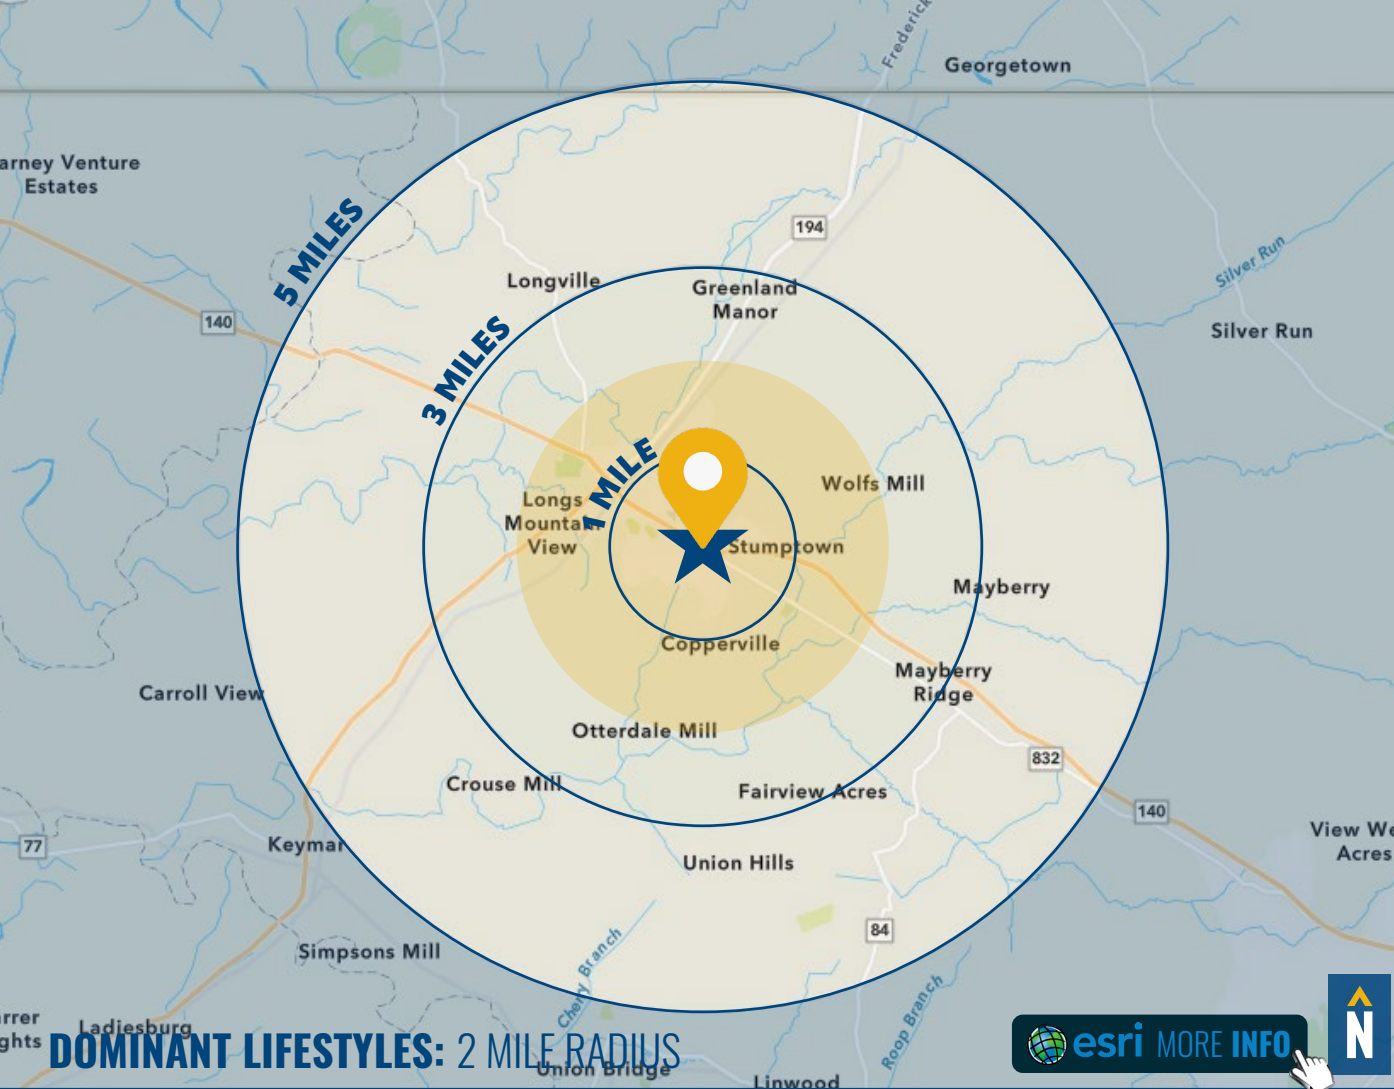 Frederick
Georgetown
arney Venture
Estates
5 MILES
194
Silver Run
Longville
Greenland
Manor
140
3 MILES
Silver Run
1 MILE
Wolfs Mill
Longs
Mountain
View
Stumptown
Mayberry
Copperville
Mayberry
Ridge
Carroll View
Otterdale Mill
832
Crouse Mill
Fairview Acres
140
77
Keymar
View We
Acres
Union Hills
84
Cherry Branch
Simpsons Mill
Roop Branch
rrer
ghts
Ladiesburg
DOMINANT LIFESTYLES: 2 MILE RADIUS
Union Bridge
Linwood
esri MORE INFO
N